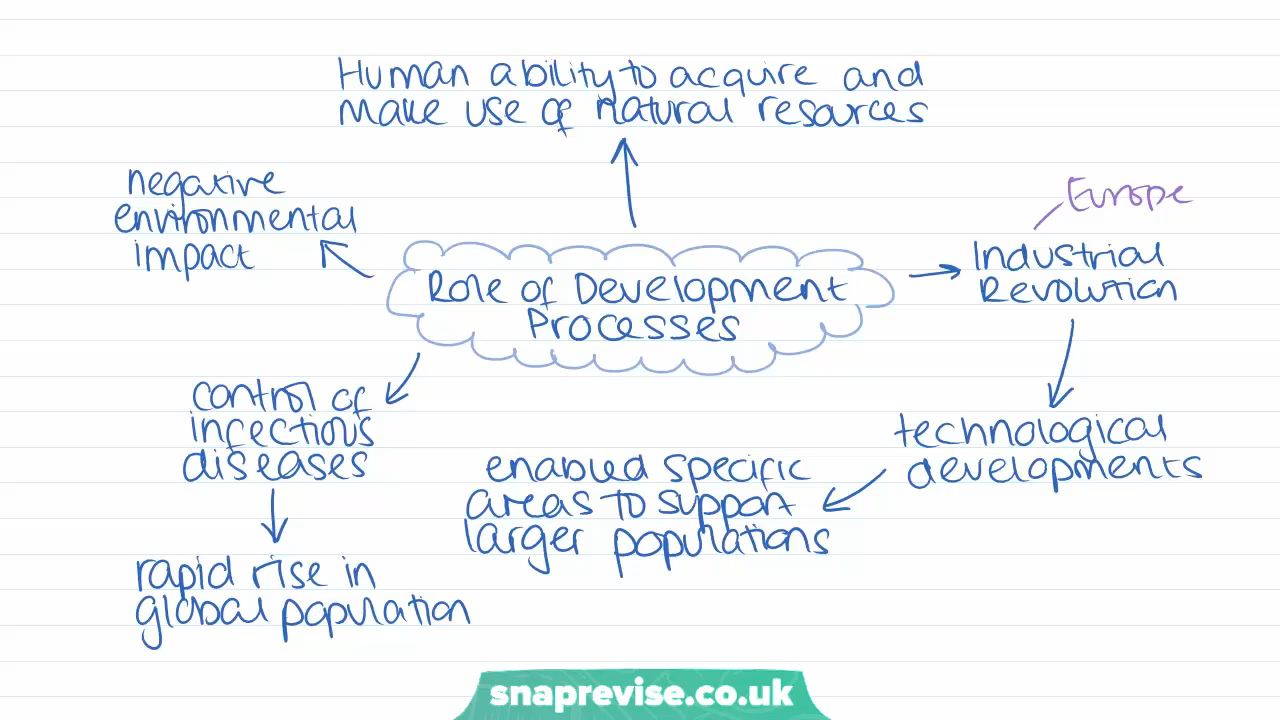 Human ability to acquire and
make use of natural resources
negative
environmental
impact
Europe
Industrial
Revolution
Role of Development
Processes
control of
infectious
diseases
technological
developments
enabled specific
areas to support
larger populations
rapid rise in
global population
snaprevise.co.uk